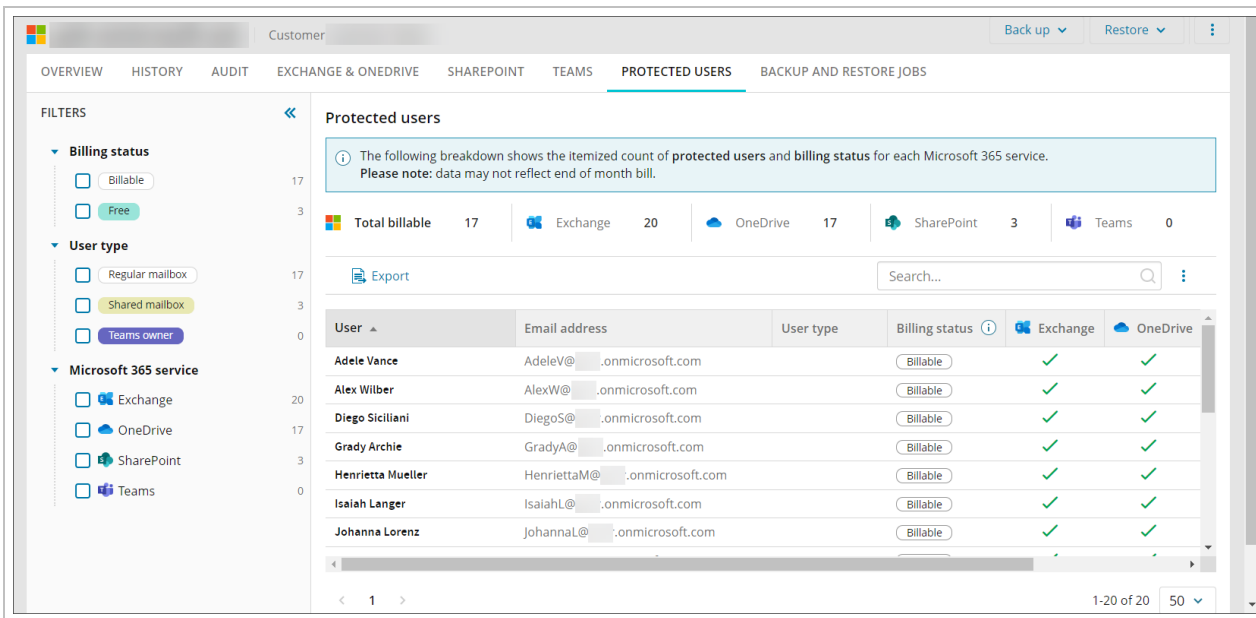 Customer
Back up
Restore
OVERVIEW HISTORY AUDIT EXCHANGE & ONEDRIVE SHAREPOINT TEAMS PROTECTED USERS BACKUP AND RESTORE JOBS
FILTERS
Billing status
Billable 17
Free 3
User type
Regular mailbox 17
Shared mailbox 3
Teams owner 0
Microsoft 365 service
Exchange 20
OneDrive 17
SharePoint 3
Teams 0
Protected users
The following breakdown shows the itemized count of protected users and billing status for each Microsoft 365 service.
Please note: data may not reflect end of month bill.
Total billable 17 Exchange 20 OneDrive 17 SharePoint 3 Teams 0
Export Search...
User Email address User type Billing status Exchange OneDrive
Adele Vance AdeleV@ .onmicrosoft.com Billable
Alex Wilber AlexW@ .onmicrosoft.com Billable
Diego Siciliani DiegoS@ .onmicrosoft.com Billable
Grady Archie GradyA@ .onmicrosoft.com Billable
Henrietta Mueller HenriettaM@ .onmicrosoft.com Billable
Isaiah Langer IsaiahL@ .onmicrosoft.com Billable
Johanna Lorenz JohannaL@ .onmicrosoft.com Billable
1 1-20 of 20 50